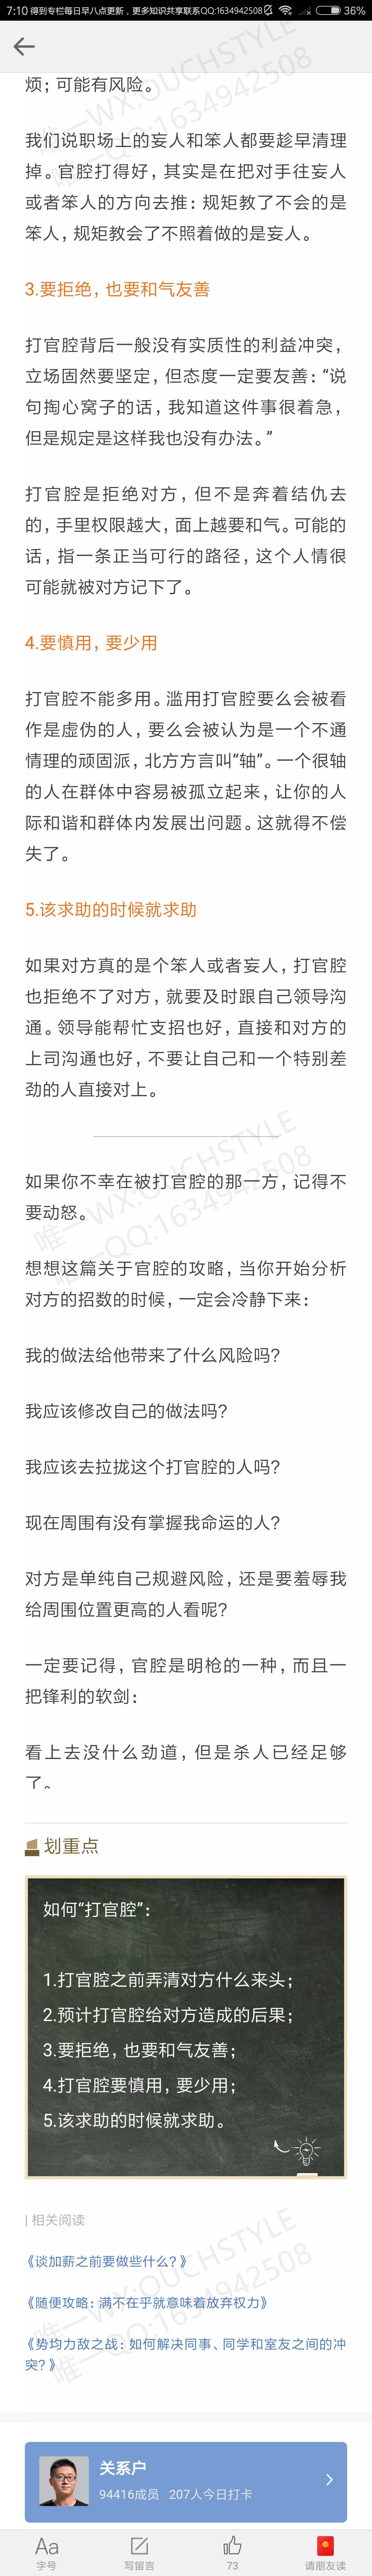 7:10 得到专栏每日早八点更新，更多知识共享联系QQ:1634942508 36%
烦；可能有风险。
我们说职场上的妄人和笨人都要趁早清理
掉。官腔打得好，其实是在把对手往妄人
或者笨人的方向去推：规矩教了不会的是
笨人，规矩教会了不照着做的是妄人。
3.要拒绝，也要和气友善
打官腔背后一般没有实质性的利益冲突，
立场固然要坚定，但态度一定要友善：“说
句掏心窝子的话，我知道这件事很着急，
但是规定是这样我也没有办法。”
打官腔是拒绝对方，但不是奔着结仇去
的，手里权限越大，面上越要和气。可能的
话，指一条正当可行的路径，这个人情很
可能就被对方记下了。
4.要慎用，要少用
打官腔不能多用。滥用打官腔要么会被看
作是虚伪的人，要么会被认为是一个不通
情理的顽固派，北方方言叫“轴”。一个很轴
的人在群体中容易被孤立起来，让你的人
际和谐和群体内发展出问题。这就得不偿
失了。
5.该求助的时候就求助
如果对方真的是个笨人或者妄人，打官腔
也拒绝不了对方，就要及时跟自己领导沟
通。领导能帮忙支招也好，直接和对方的
上司沟通也好，不要让自己和一个特别差
劲的人直接对上。
如果你不幸在被打官腔的那一方，记得不
要动怒。
想想这篇关于官腔的攻略，当你开始分析
对方的招数的时候，一定会冷静下来：
我的做法给他带来了什么风险吗？
我应该修改自己的做法吗？
我应该去拉拢这个打官腔的人吗？
现在周围有没有掌握我命运的人？
对方是单纯自己规避风险，还是要羞辱我
给周围位置更高的人看呢？
一定要记得，官腔是明枪的一种，而且一
把锋利的软剑：
看上去没什么劲道，但是杀人已经足够
了。
划重点
如何“打官腔”：
1.打官腔之前弄清对方什么来头；
2.预计打官腔给对方造成的后果；
3.要拒绝，也要和气友善；
4.打官腔要慎用，要少用；
5.该求助的时候就求助。
| 相关阅读
《谈加薪之前要做些什么？》
《随便攻略：满不在乎就意味着放弃权力》
《势均力敌之战：如何解决同事、同学和室友之间的冲
突？》
关系户
94416成员 207人今日打卡
Aa
字号 写留言 73 请朋友读
唯一WX:OUCHSTYLE
唯一QQ:1634942508
唯一WX:OUCHSTYLE
唯一QQ:1634942508
唯一WX:OUCHSTYLE
唯一QQ:1634942508